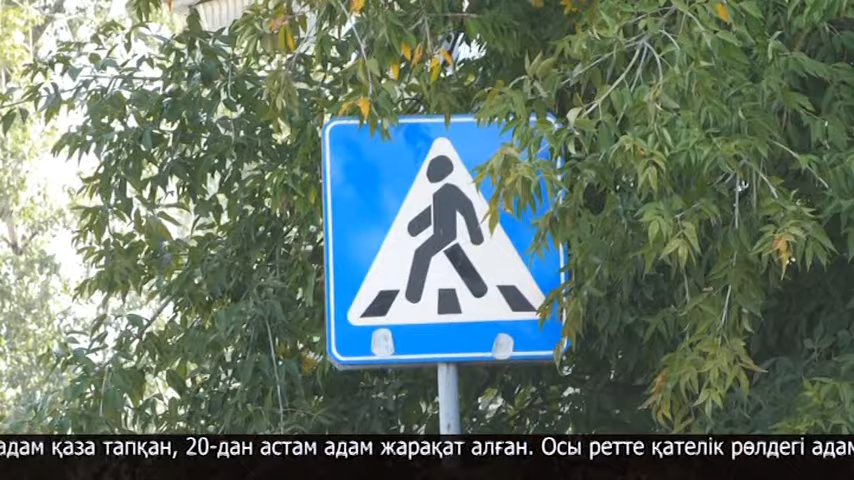 адам қаза тапқан, 20-дан астам адам жарақат алған. Осы ретте қателік рөлдегі адам